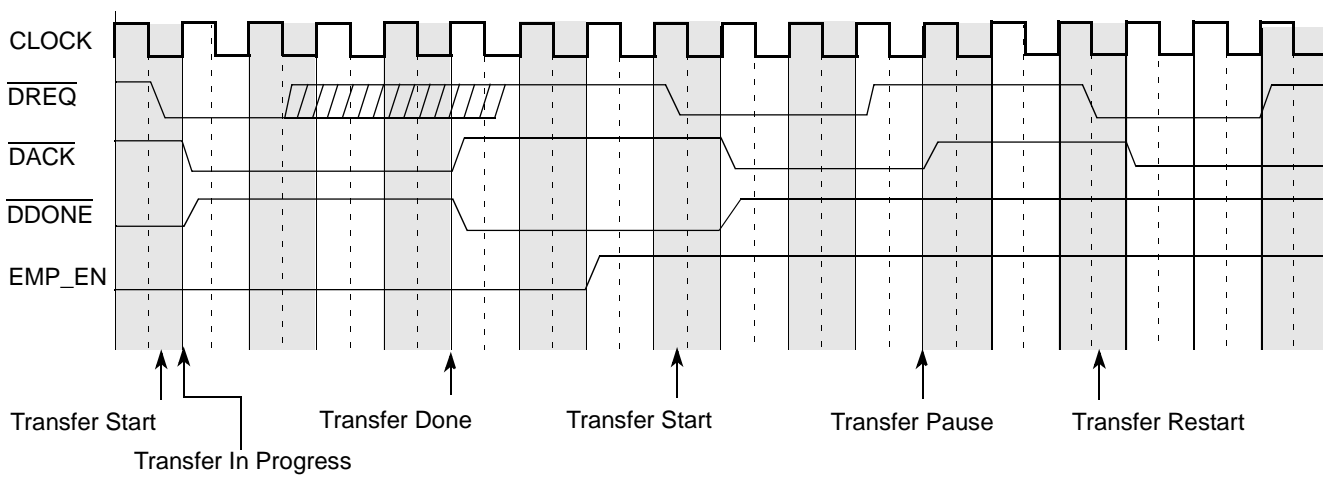 CLOCK
DREQ
DACK
DDONE
EMP_EN
Transfer Start
Transfer In Progress
Transfer Done
Transfer Start
Transfer Pause
Transfer Restart